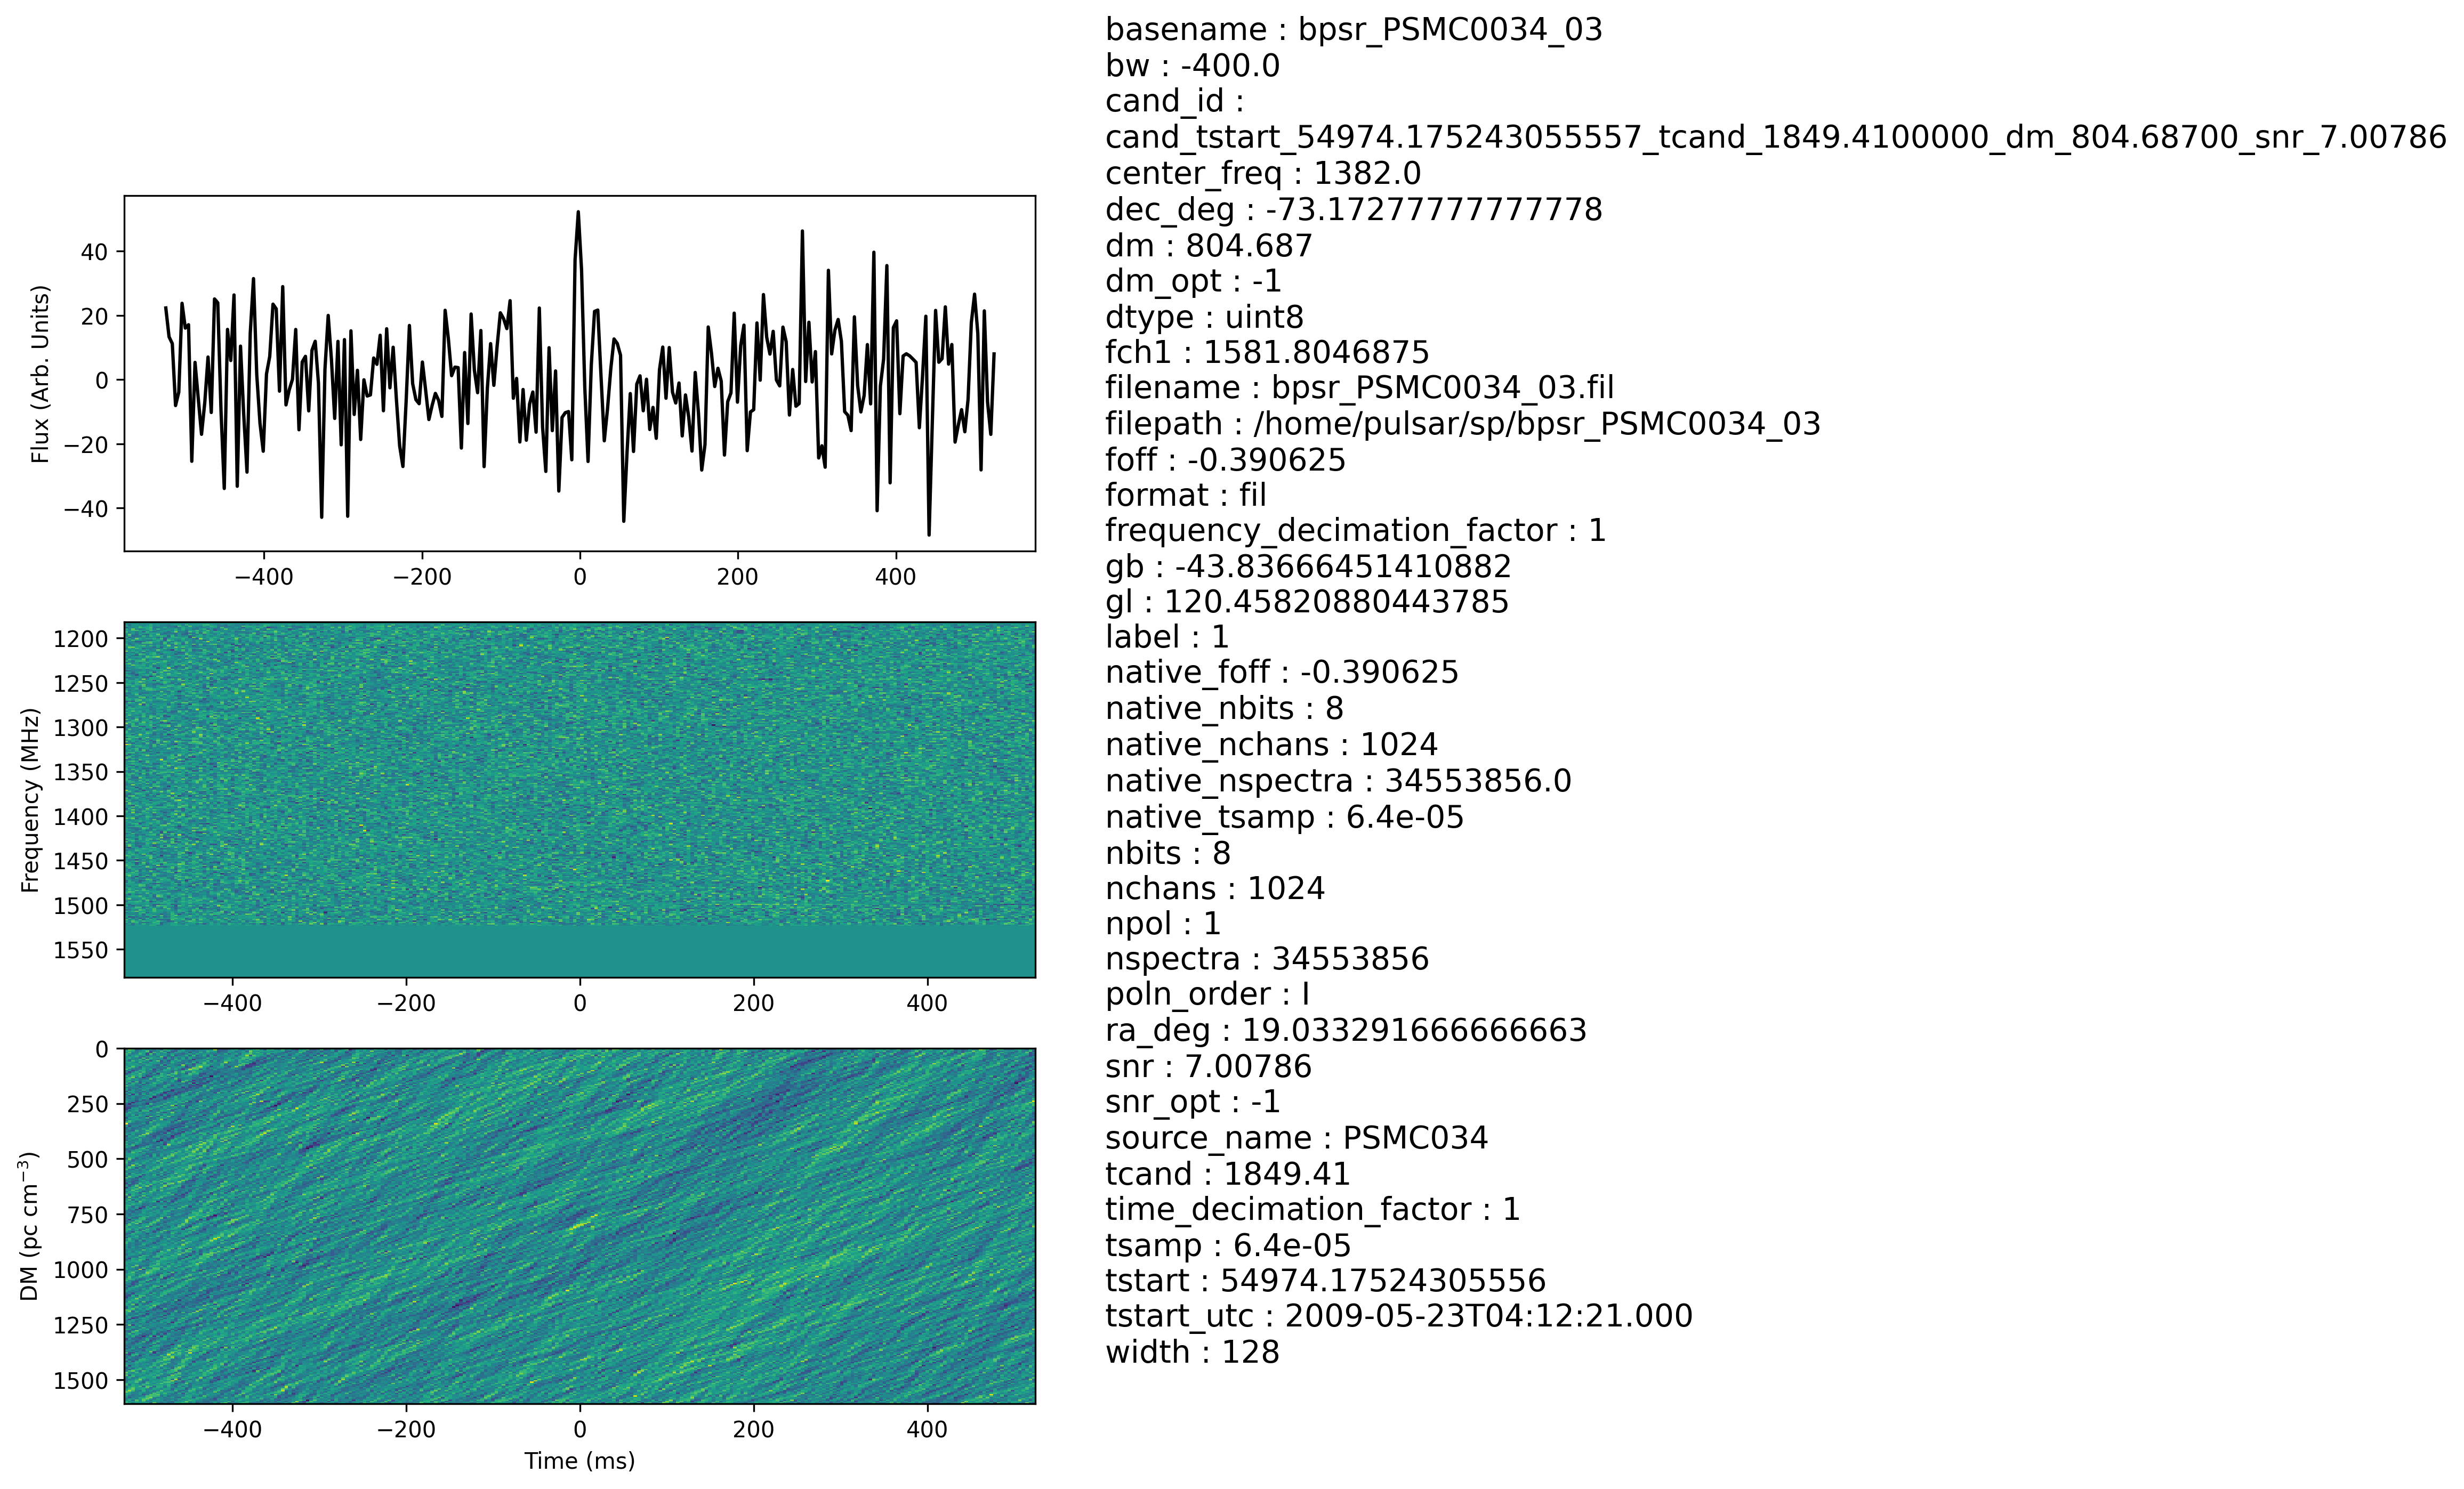 basename : bpsr_PSMC0034_03
bw : -400.0
cand_id :
cand_tstart_54974.175243055557_tcand_1849.4100000_dm_804.68700_snr_7.00786
center_freq : 1382.0
dec_deg : -73.17277777777778
dm : 804.687
dm_opt : -1
dtype : uint8
fch1 : 1581.8046875
filename : bpsr_PSMC0034_03.fil
filepath : /home/pulsar/sp/bpsr_PSMC0034_03
foff : -0.390625
format : fil
frequency_decimation_factor : 1
gb : -43.83666451410882
gl : 120.45820880443785
label : 1
native_foff : -0.390625
native_nbits : 8
native_nchans : 1024
native_nspectra : 34553856.0
native_tsamp : 6.4e-05
nbits : 8
nchans : 1024
npol : 1
nspectra : 34553856
poln_order : I
ra_deg : 19.033291666666663
snr : 7.00786
snr_opt : -1
source_name : PSMC034
tcand : 1849.41
time_decimation_factor : 1
tsamp : 6.4e-05
tstart : 54974.17524305556
tstart_utc : 2009-05-23T04:12:21.000
width : 128
Flux (Arb. Units)
40
20
0
−20
−40
−400 −200 0 200 400
Frequency (MHz)
1200
1250
1300
1350
1400
1450
1500
1550
−400 −200 0 200 400
DM (pc cm⁻³)
0
250
500
750
1000
1250
1500
−400 −200 0 200 400
Time (ms)